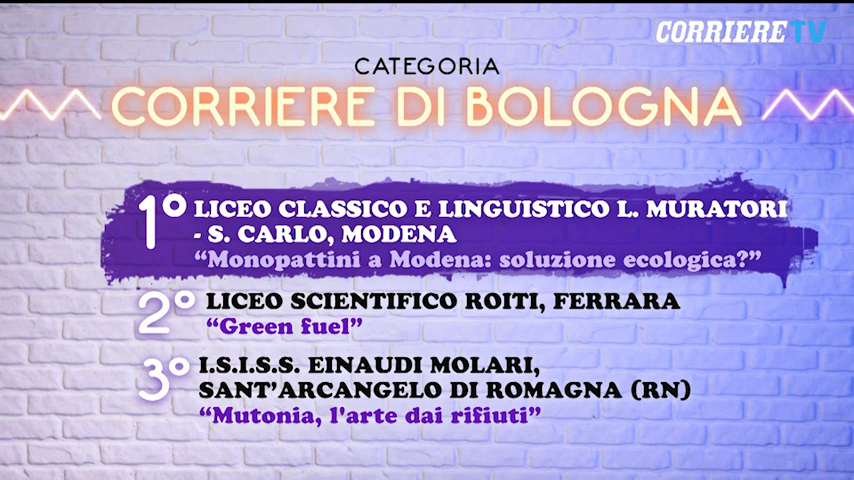 CORRIERETV
CATEGORIA
CORRIERE DI BOLOGNA
1° LICEO CLASSICO E LINGUISTICO L. MURATORI
- S. CARLO, MODENA
“Monopattini a Modena: soluzione ecologica?”
2° LICEO SCIENTIFICO ROITI, FERRARA
“Green fuel”
3° I.S.I.S.S. EINAUDI MOLARI,
SANT’ARCANGELO DI ROMAGNA (RN)
“Mutonia, l'arte dai rifiuti”